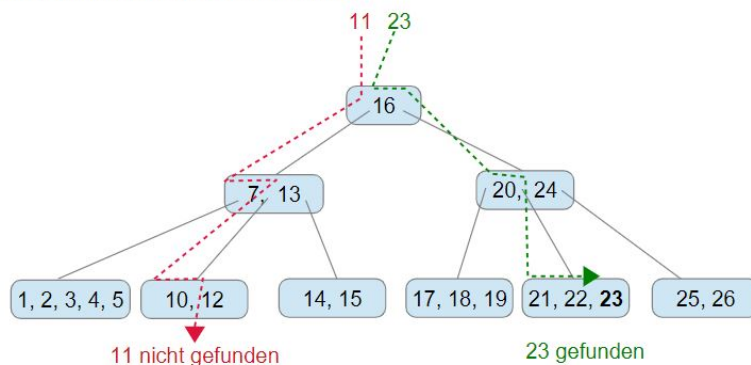 11 23
16
7, 13 20, 24
1, 2, 3, 4, 5 10, 12 14, 15 17, 18, 19 21, 22, 23 25, 26
11 nicht gefunden 23 gefunden